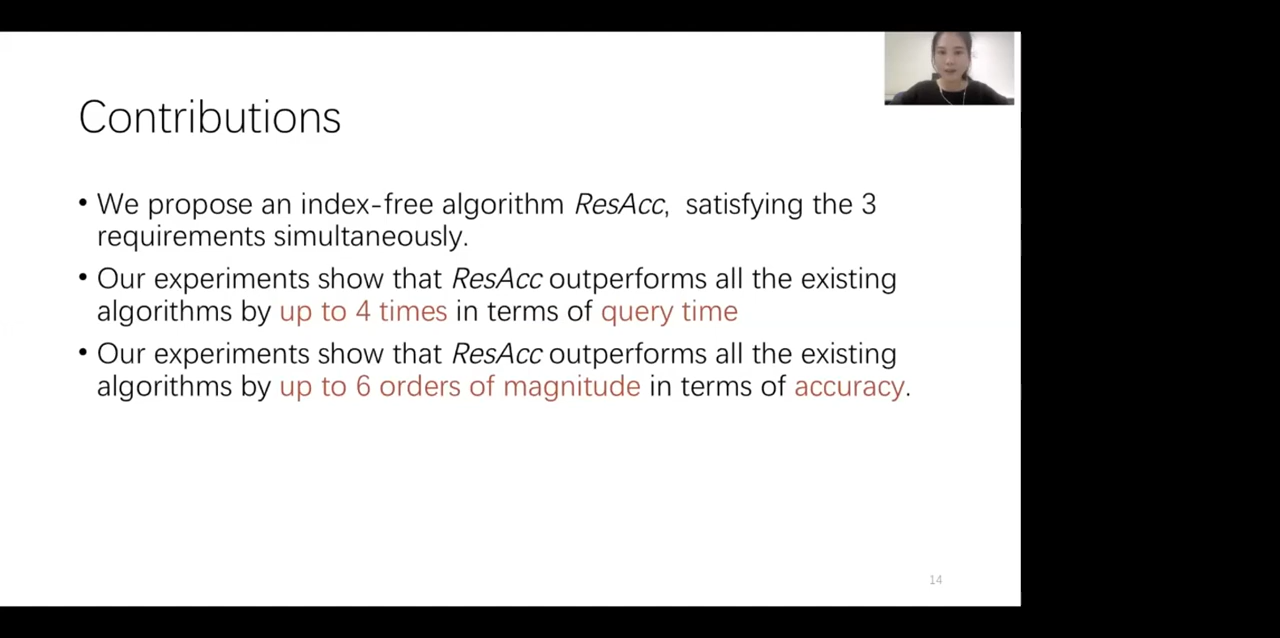 Contributions
• We propose an index-free algorithm ResAcc, satisfying the 3
requirements simultaneously.
• Our experiments show that ResAcc outperforms all the existing
algorithms by up to 4 times in terms of query time
• Our experiments show that ResAcc outperforms all the existing
algorithms by up to 6 orders of magnitude in terms of accuracy.
14